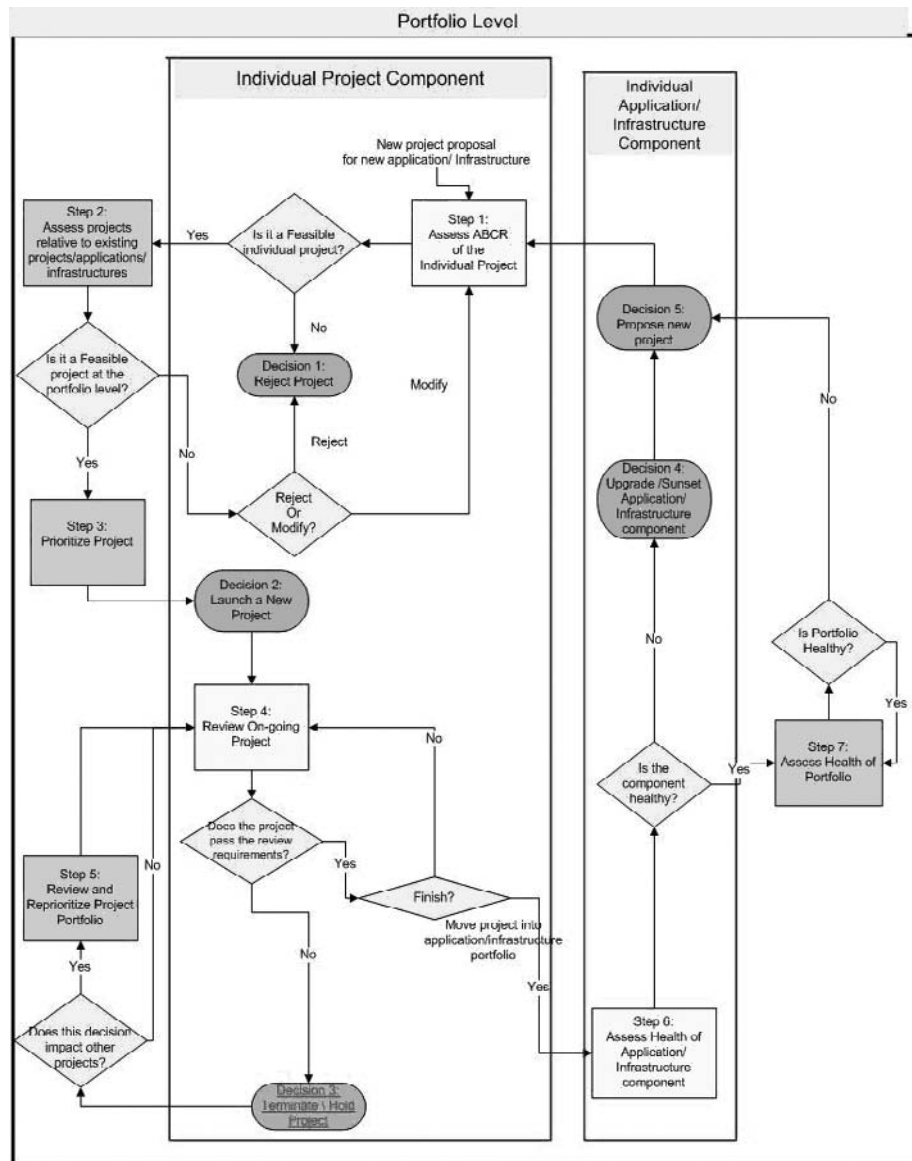 Portfolio Level
Individual Project Component
Individual
Application/
Infrastructure
Component
New project proposal
for new application/ Infrastructure
Step 1:
Assess ABCR
of the
Individual Project
Is it a Feasible
individual project?
Yes
Step 2:
Assess projects
relative to existing
projects/applications/
infrastructures
No
Decision 1:
Reject Project
Is it a Feasible
project at the
portfolio level?
No
Yes
Reject
Reject
Or
Modify?
Modify
Step 3:
Prioritize Project
Decision 2:
Launch a New
Project
Step 4:
Review On-going
Project
Does the project
pass the review
requirements?
Yes
No
Finish?
No
Move project into
application/infrastructure
portfolio
Yes
Decision 3:
Terminate \ Hold
Project
Does this decision
impact other
projects?
Yes
No
Step 5:
Review and
Reprioritize Project
Portfolio
Step 6:
Assess Health of
Application/
Infrastructure
component
Is the
component
healthy?
Yes
No
Decision 4:
Upgrade /Sunset
Application/
Infrastructure
component
Decision 5:
Propose new
project
Step 7:
Assess Health of
Portfolio
Is Portfolio
Healthy?
Yes
No